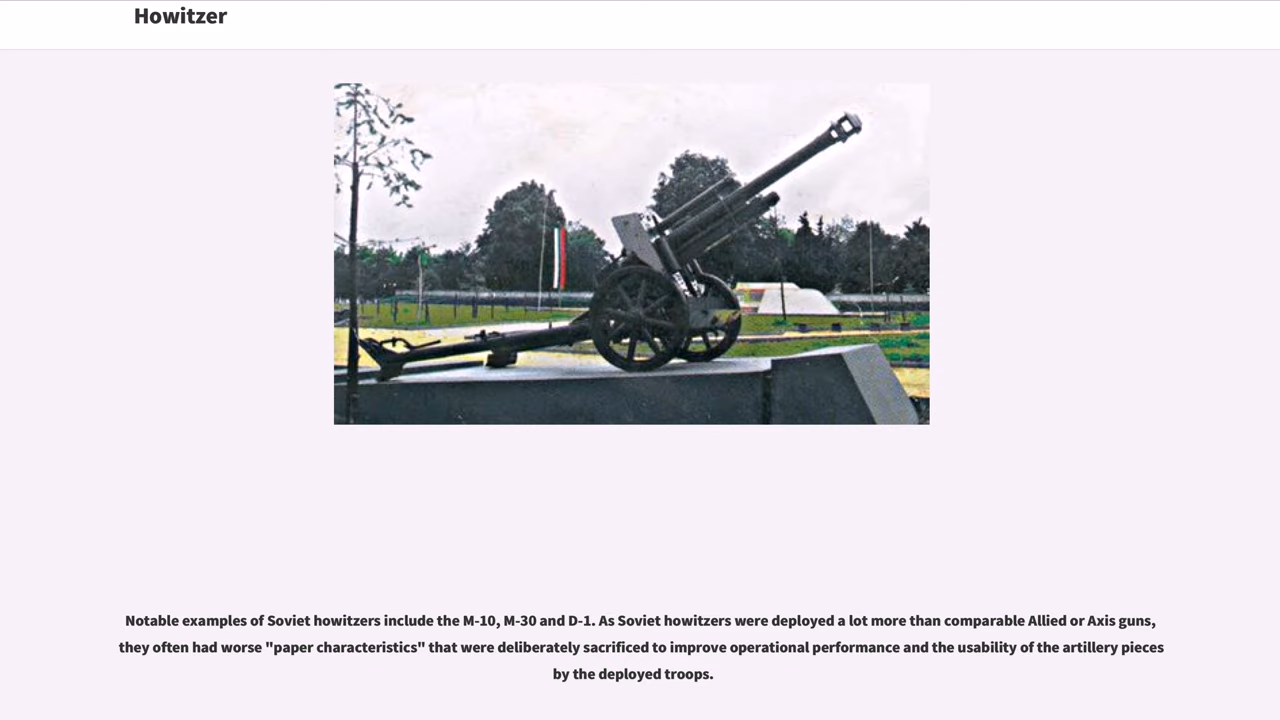 Howitzer
Notable examples of Soviet howitzers include the M-10, M-30 and D-1. As Soviet howitzers were deployed a lot more than comparable Allied or Axis guns,
they often had worse "paper characteristics" that were deliberately sacrificed to improve operational performance and the usability of the artillery pieces
by the deployed troops.